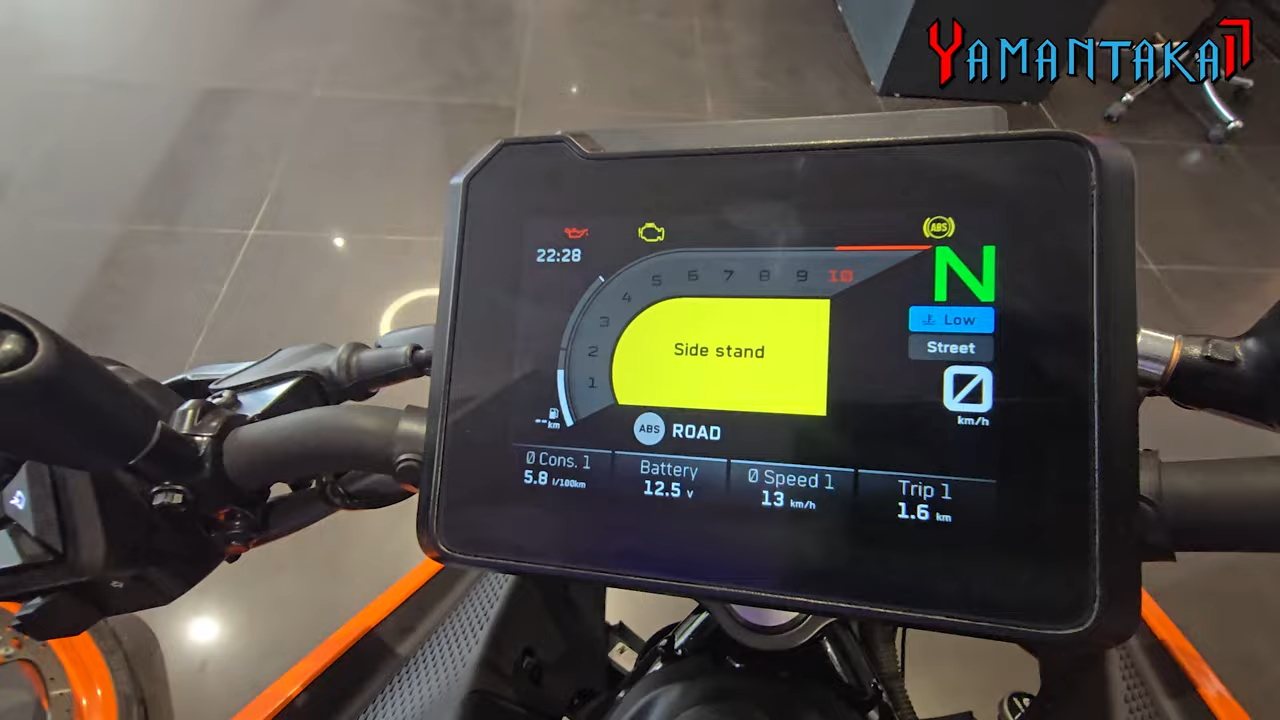 YAMANTAKA
ABS
22:28
N
1 2 3 4 5 6 7 8 9 10
Low
Street
Side stand
0
km/h
-- km
ABS ROAD
Ø Cons. 1
5.8 l/100km
Battery
12.5 v
Ø Speed 1
13 km/h
Trip 1
1.6 km